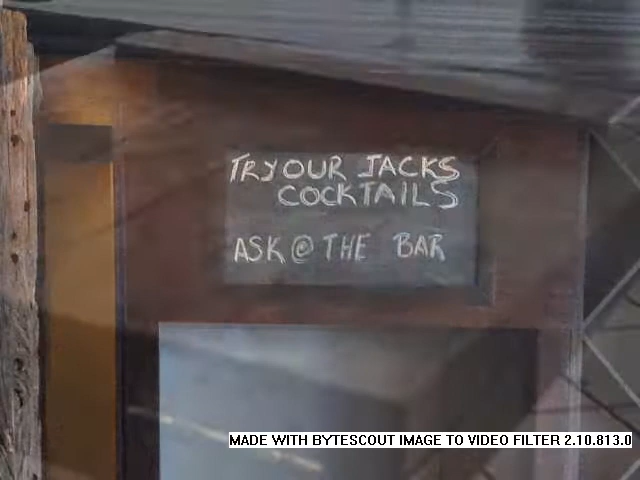 TRY OUR JACKS
COCKTAILS
ASK @ THE BAR
MADE WITH BYTESCOUT IMAGE TO VIDEO FILTER 2.10.813.0